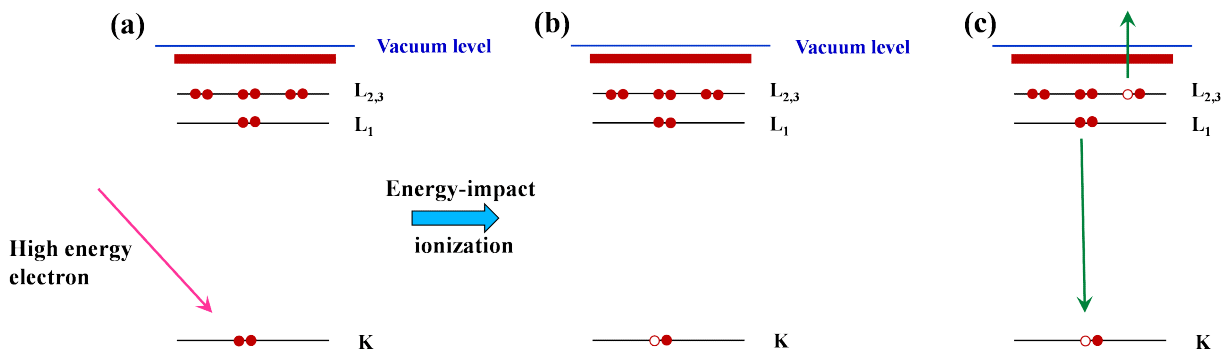 (a)
Vacuum level
L2,3
L1
High energy
electron
K
Energy-impact
ionization
(b)
Vacuum level
L2,3
L1
K
(c)
L2,3
L1
K